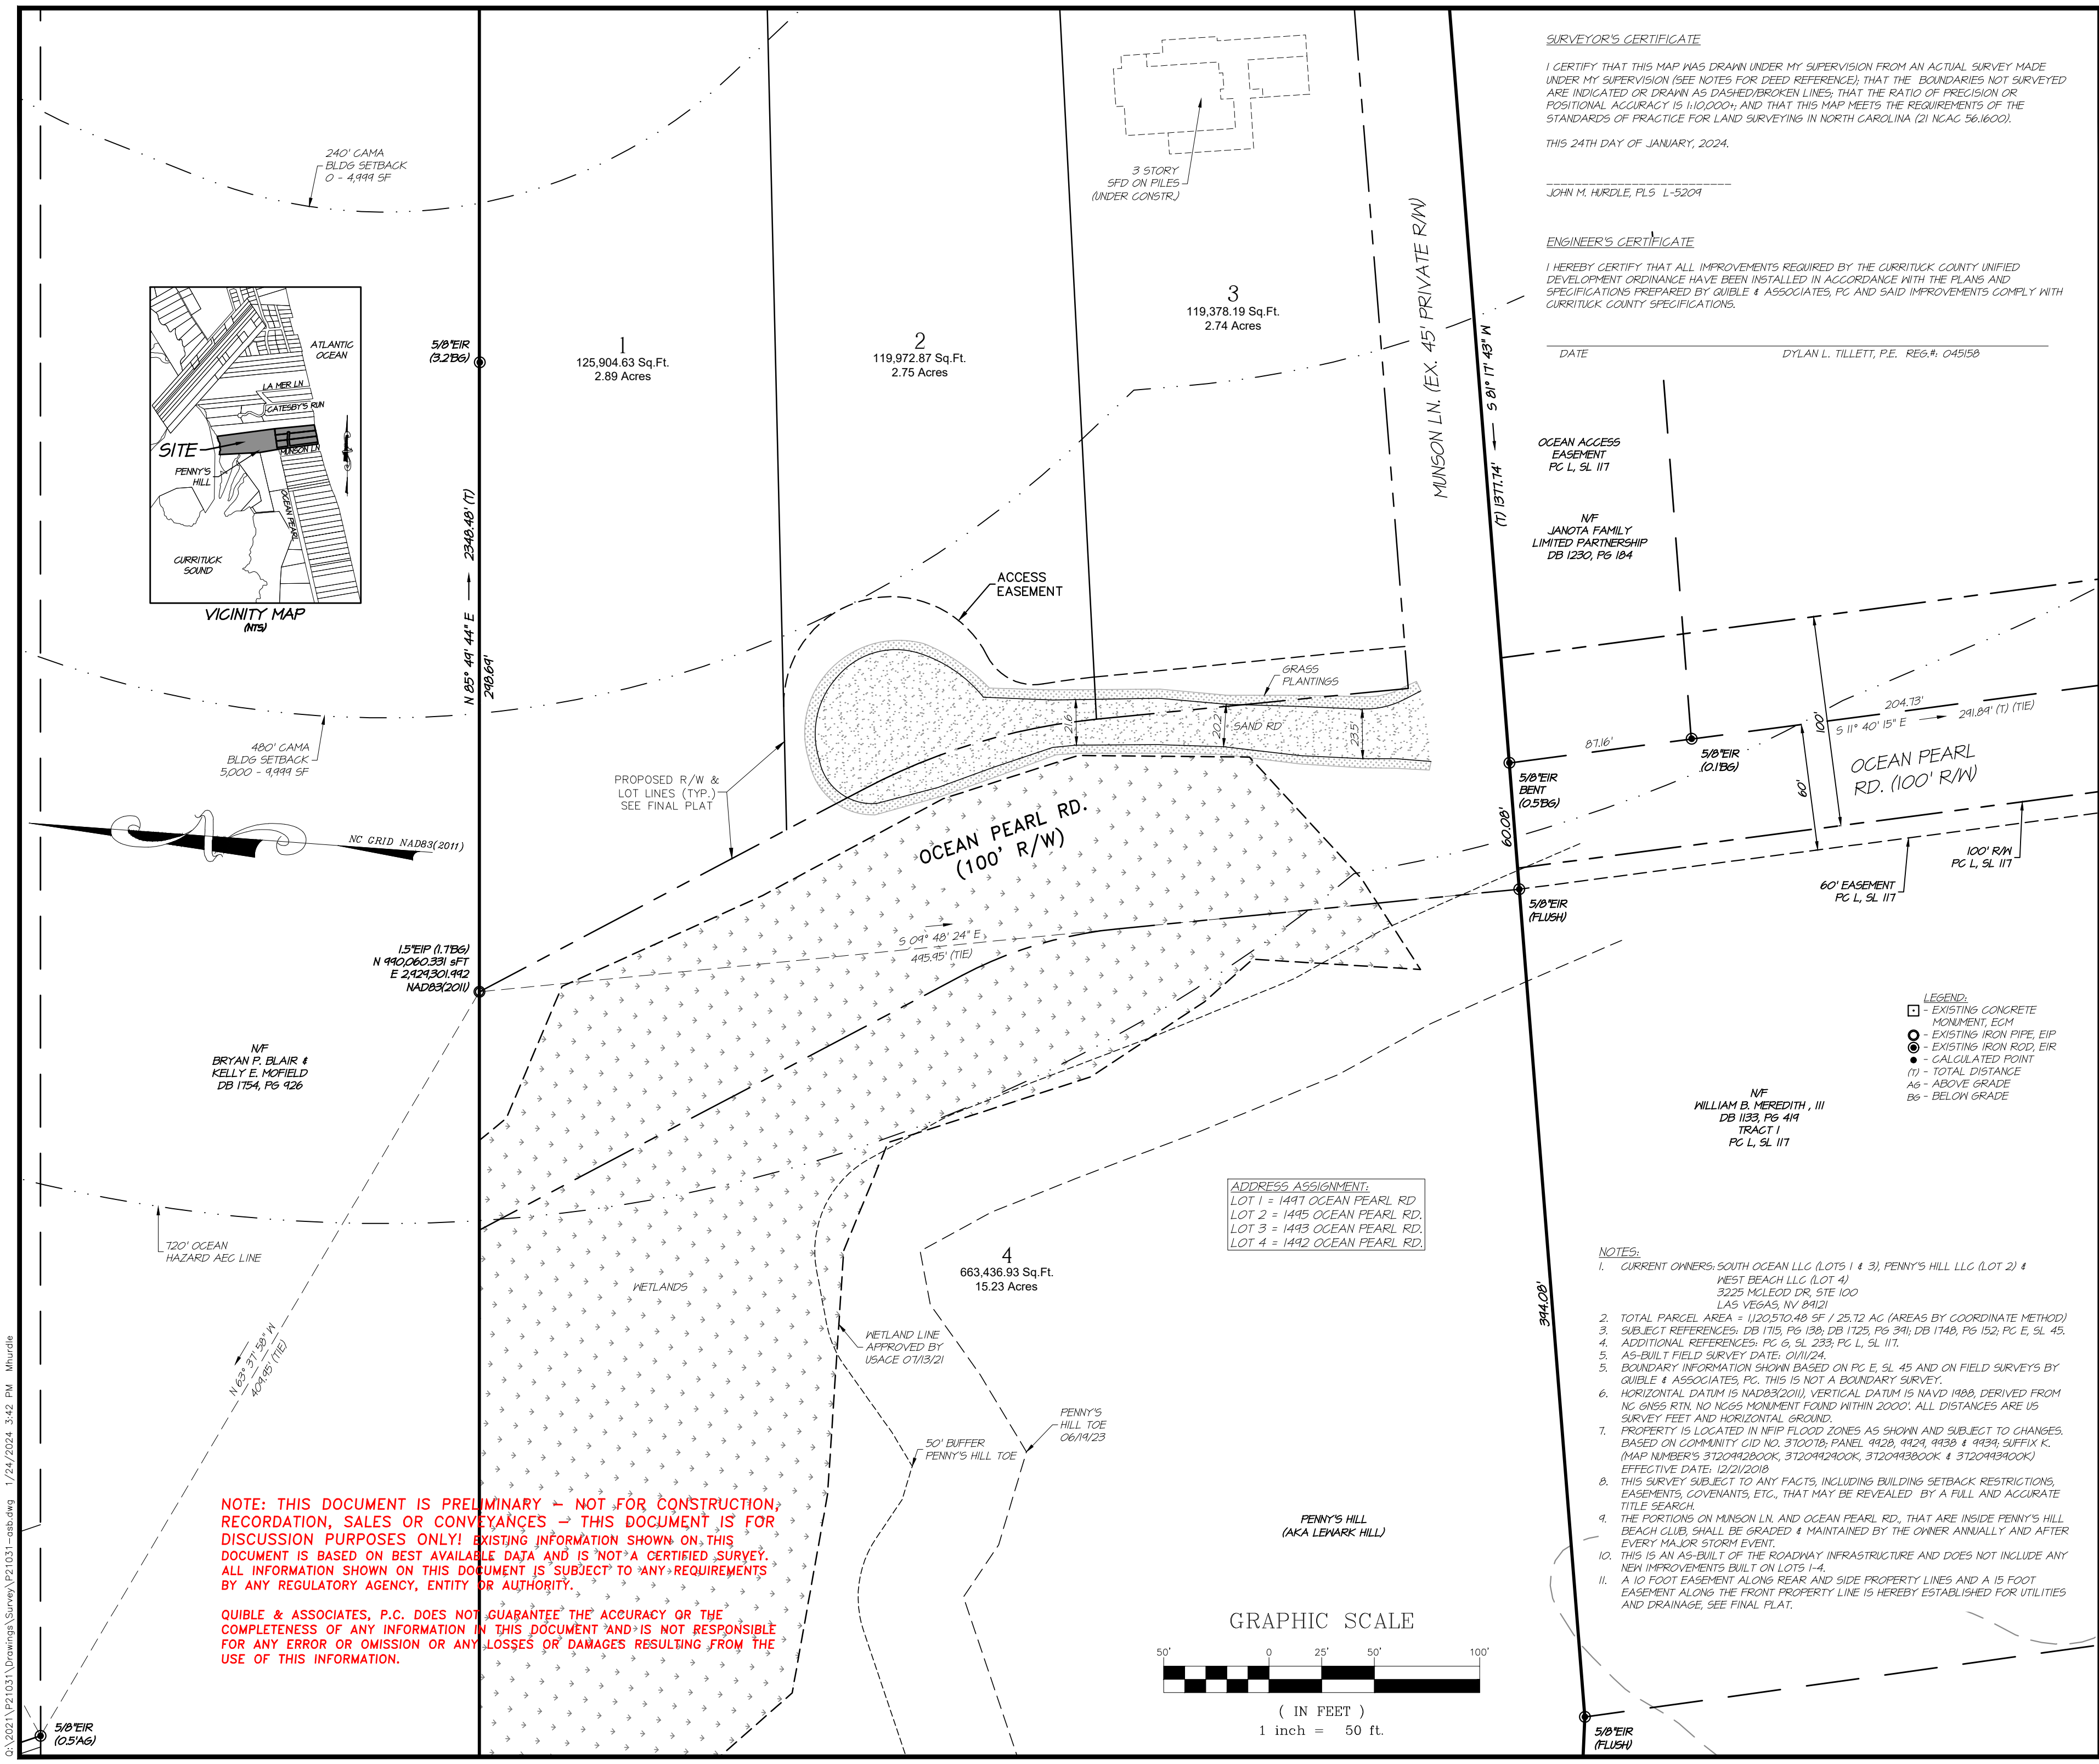 SURVEYOR'S CERTIFICATE
I CERTIFY THAT THIS MAP WAS DRAWN UNDER MY SUPERVISION FROM AN ACTUAL SURVEY MADE
UNDER MY SUPERVISION (SEE NOTES FOR DEED REFERENCE); THAT THE BOUNDARIES NOT SURVEYED
ARE INDICATED OR DRAWN AS DASHED/BROKEN LINES; THAT THE RATIO OF PRECISION OR
POSITIONAL ACCURACY IS 1:10,000+; AND THAT THIS MAP MEETS THE REQUIREMENTS OF THE
STANDARDS OF PRACTICE FOR LAND SURVEYING IN NORTH CAROLINA (21 NCAC 56.1600).
THIS 24TH DAY OF JANUARY, 2024.
JOHN M. HURDLE, PLS L-5209
ENGINEER'S CERTIFICATE
I HEREBY CERTIFY THAT ALL IMPROVEMENTS REQUIRED BY THE CURRITUCK COUNTY UNIFIED
DEVELOPMENT ORDINANCE HAVE BEEN INSTALLED IN ACCORDANCE WITH THE PLANS AND
SPECIFICATIONS PREPARED BY QUIBLE & ASSOCIATES, PC AND SAID IMPROVEMENTS COMPLY WITH
CURRITUCK COUNTY SPECIFICATIONS.
DATE
DYLAN L. TILLETT, P.E. REG.#: 045158
240' CAMA
BLDG SETBACK
0 - 4,999 SF
3 STORY
SFD ON PILES
(UNDER CONSTR.)
ATLANTIC
OCEAN
LA MER LN
CATESBY'S RUN
SITE
MUNSON LN
PENNY'S
HILL
OCEAN PEARL
CURRITUCK
SOUND
VICINITY MAP
(NTS)
5/8"EIR
(3.2'BG)
1
125,904.63 Sq.Ft.
2.89 Acres
2
119,972.87 Sq.Ft.
2.75 Acres
3
119,378.19 Sq.Ft.
2.74 Acres
MUNSON LN. (EX. 45' PRIVATE R/W)
(T) 1377.74' S 81° 17' 43" W
OCEAN ACCESS
EASEMENT
PC L, SL 117
N/F
JANOTA FAMILY
LIMITED PARTNERSHIP
DB 1230, PG 184
N 85° 49' 44" E 2348.48' (T)
298.69'
ACCESS
EASEMENT
GRASS
PLANTINGS
21.6
20.2
SAND RD
23.5
480' CAMA
BLDG SETBACK
5,000 - 9,999 SF
PROPOSED R/W &
LOT LINES (TYP.)
SEE FINAL PLAT
OCEAN PEARL RD.
(100' R/W)
87.16'
204.73'
S 11° 40' 15" E 291.89' (T) (TIE)
5/8"EIR
(0.1'BG)
5/8"EIR
BENT
(0.5'BG)
100'
60'
OCEAN PEARL
RD. (100' R/W)
60.08'
100' R/W
PC L, SL 117
60' EASEMENT
PC L, SL 117
5/8"EIR
(FLUSH)
NC GRID NAD83(2011)
1.5"EIP (1.7'BG)
N 990,060.331 sFT
E 2,929,301.992
NAD83(2011)
S 09° 48' 24" E
495.95' (TIE)
N/F
BRYAN P. BLAIR &
KELLY E. MOFIELD
DB 1754, PG 926
LEGEND:
- EXISTING CONCRETE
MONUMENT, ECM
- EXISTING IRON PIPE, EIP
- EXISTING IRON ROD, EIR
- CALCULATED POINT
(T) - TOTAL DISTANCE
AG - ABOVE GRADE
BG - BELOW GRADE
N/F
WILLIAM B. MEREDITH , III
DB 1133, PG 419
TRACT 1
PC L, SL 117
ADDRESS ASSIGNMENT:
LOT 1 = 1497 OCEAN PEARL RD
LOT 2 = 1495 OCEAN PEARL RD.
LOT 3 = 1493 OCEAN PEARL RD.
LOT 4 = 1492 OCEAN PEARL RD.
720' OCEAN
HAZARD AEC LINE
WETLANDS
4
663,436.93 Sq.Ft.
15.23 Acres
394.08'
WETLAND LINE
APPROVED BY
USACE 07/13/21
N 63° 37' 58" W
409.95' (TIE)
PENNY'S
HILL TOE
06/19/23
50' BUFFER
PENNY'S HILL TOE
PENNY'S HILL
(AKA LEWARK HILL)
NOTES:
1. CURRENT OWNERS: SOUTH OCEAN LLC (LOTS 1 & 3), PENNY'S HILL LLC (LOT 2) &
WEST BEACH LLC (LOT 4)
3225 MCLEOD DR, STE 100
LAS VEGAS, NV 89121
2. TOTAL PARCEL AREA = 1,120,570.48 SF / 25.72 AC (AREAS BY COORDINATE METHOD)
3. SUBJECT REFERENCES: DB 1715, PG 138; DB 1725, PG 391; DB 1748, PG 152; PC E, SL 45.
4. ADDITIONAL REFERENCES: PC G, SL 233; PC L, SL 117.
5. AS-BUILT FIELD SURVEY DATE: 01/11/24.
5. BOUNDARY INFORMATION SHOWN BASED ON PC E, SL 45 AND ON FIELD SURVEYS BY
QUIBLE & ASSOCIATES, PC. THIS IS NOT A BOUNDARY SURVEY.
6. HORIZONTAL DATUM IS NAD83(2011), VERTICAL DATUM IS NAVD 1988, DERIVED FROM
NC GNSS RTN. NO NCGS MONUMENT FOUND WITHIN 2000'. ALL DISTANCES ARE US
SURVEY FEET AND HORIZONTAL GROUND.
7. PROPERTY IS LOCATED IN NFIP FLOOD ZONES AS SHOWN AND SUBJECT TO CHANGES.
BASED ON COMMUNITY CID NO. 370078; PANEL 9928, 9929, 9938 & 9939; SUFFIX K.
(MAP NUMBER'S 3720992800K, 3720992900K, 3720993800K & 3720993900K)
EFFECTIVE DATE: 12/21/2018
8. THIS SURVEY SUBJECT TO ANY FACTS, INCLUDING BUILDING SETBACK RESTRICTIONS,
EASEMENTS, COVENANTS, ETC., THAT MAY BE REVEALED BY A FULL AND ACCURATE
TITLE SEARCH.
9. THE PORTIONS ON MUNSON LN. AND OCEAN PEARL RD., THAT ARE INSIDE PENNY'S HILL
BEACH CLUB, SHALL BE GRADED & MAINTAINED BY THE OWNER ANNUALLY AND AFTER
EVERY MAJOR STORM EVENT.
10. THIS IS AN AS-BUILT OF THE ROADWAY INFRASTRUCTURE AND DOES NOT INCLUDE ANY
NEW IMPROVEMENTS BUILT ON LOTS 1-4.
11. A 10 FOOT EASEMENT ALONG REAR AND SIDE PROPERTY LINES AND A 15 FOOT
EASEMENT ALONG THE FRONT PROPERTY LINE IS HEREBY ESTABLISHED FOR UTILITIES
AND DRAINAGE, SEE FINAL PLAT.
NOTE: THIS DOCUMENT IS PRELIMINARY – NOT FOR CONSTRUCTION,
RECORDATION, SALES OR CONVEYANCES – THIS DOCUMENT IS FOR
DISCUSSION PURPOSES ONLY! EXISTING INFORMATION SHOWN ON THIS
DOCUMENT IS BASED ON BEST AVAILABLE DATA AND IS NOT A CERTIFIED SURVEY.
ALL INFORMATION SHOWN ON THIS DOCUMENT IS SUBJECT TO ANY REQUIREMENTS
BY ANY REGULATORY AGENCY, ENTITY OR AUTHORITY.
QUIBLE & ASSOCIATES, P.C. DOES NOT GUARANTEE THE ACCURACY OR THE
COMPLETENESS OF ANY INFORMATION IN THIS DOCUMENT AND IS NOT RESPONSIBLE
FOR ANY ERROR OR OMISSION OR ANY LOSSES OR DAMAGES RESULTING FROM THE
USE OF THIS INFORMATION.
GRAPHIC SCALE
50' 0 25' 50' 100'
( IN FEET )
1 inch = 50 ft.
5/8"EIR
(0.5'AG)
5/8"EIR
(FLUSH)
Q:\2021\P21031\Drawings\Survey\P21031-asb.dwg 1/24/2024 3:42 PM Mhurdle